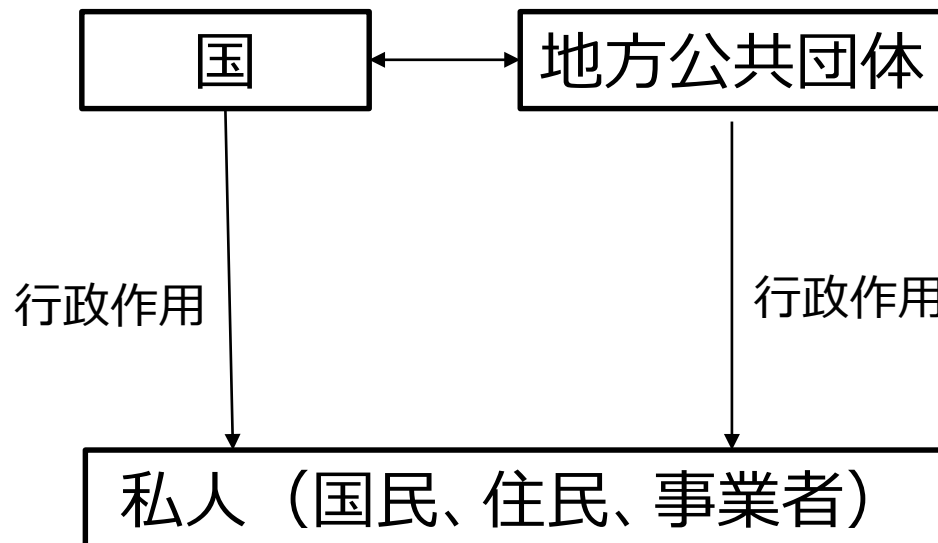 国
地方公共団体
行政作用
行政作用
私人（国民、住民、事業者）